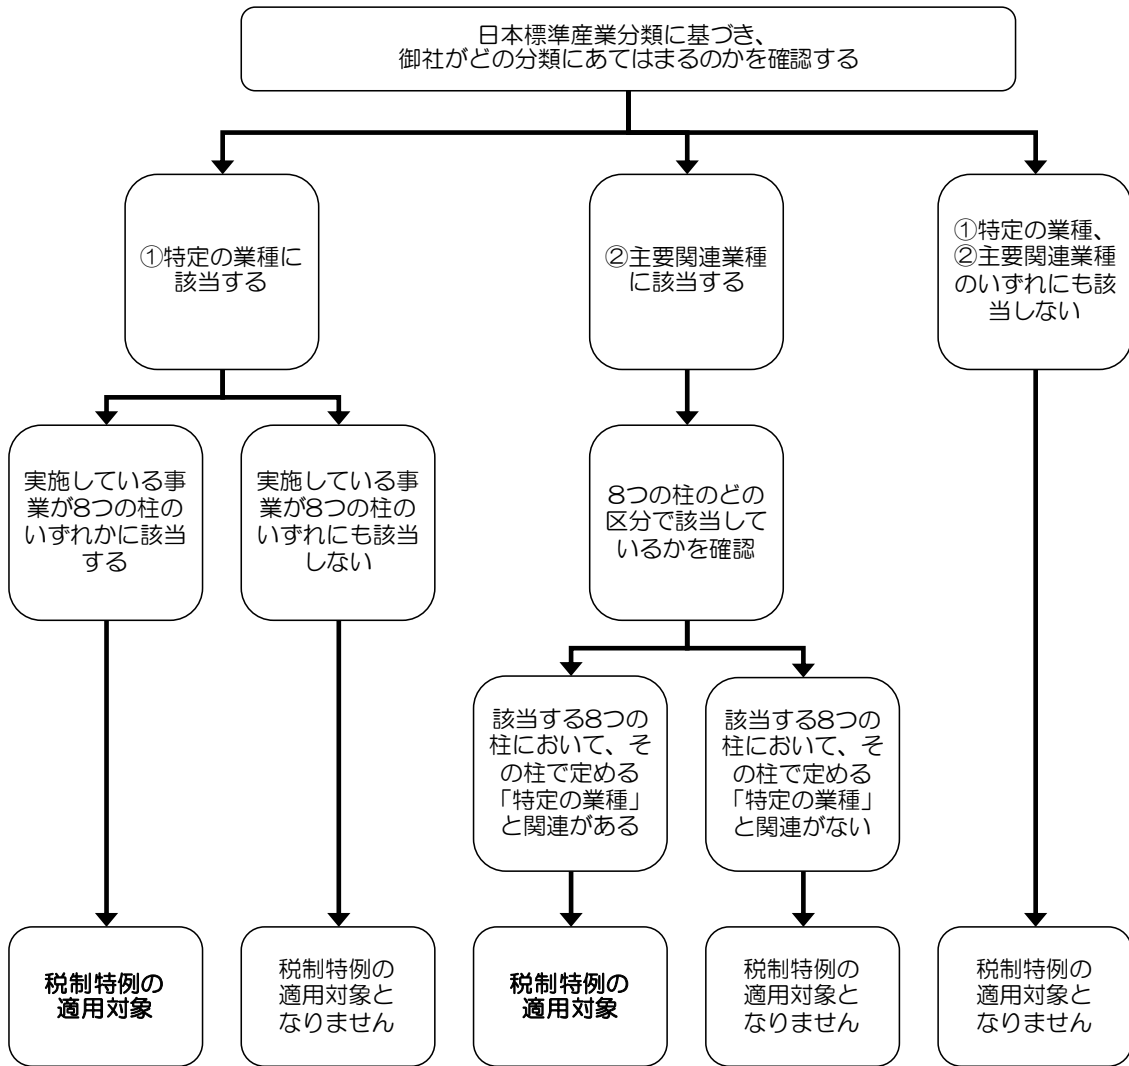 日本標準産業分類に基づき、
御社がどの分類にあてはまるのかを確認する
①特定の業種に
該当する
②主要関連業種
に該当する
①特定の業種、
②主要関連業種
のいずれにも該
当しない
実施している事
業が8つの柱の
いずれかに該当
する
実施している事
業が8つの柱の
いずれにも該当
しない
8つの柱のどの
区分で該当して
いるかを確認
該当する8つの
柱において、そ
の柱で定める
「特定の業種」
と関連がある
該当する8つの
柱において、そ
の柱で定める
「特定の業種」
と関連がない
税制特例の
適用対象
税制特例の
適用対象と
なりません
税制特例の
適用対象
税制特例の
適用対象と
なりません
税制特例の
適用対象と
なりません